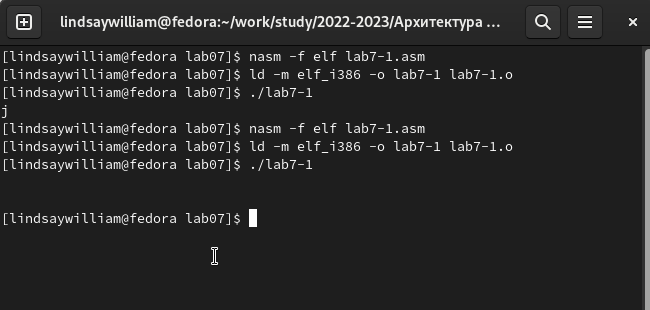 lindsaywilliam@fedora:~/work/study/2022-2023/Архитектура ...
[lindsaywilliam@fedora lab07]$ nasm -f elf lab7-1.asm
[lindsaywilliam@fedora lab07]$ ld -m elf_i386 -o lab7-1 lab7-1.o
[lindsaywilliam@fedora lab07]$ ./lab7-1
j
[lindsaywilliam@fedora lab07]$ nasm -f elf lab7-1.asm
[lindsaywilliam@fedora lab07]$ ld -m elf_i386 -o lab7-1 lab7-1.o
[lindsaywilliam@fedora lab07]$ ./lab7-1
[lindsaywilliam@fedora lab07]$